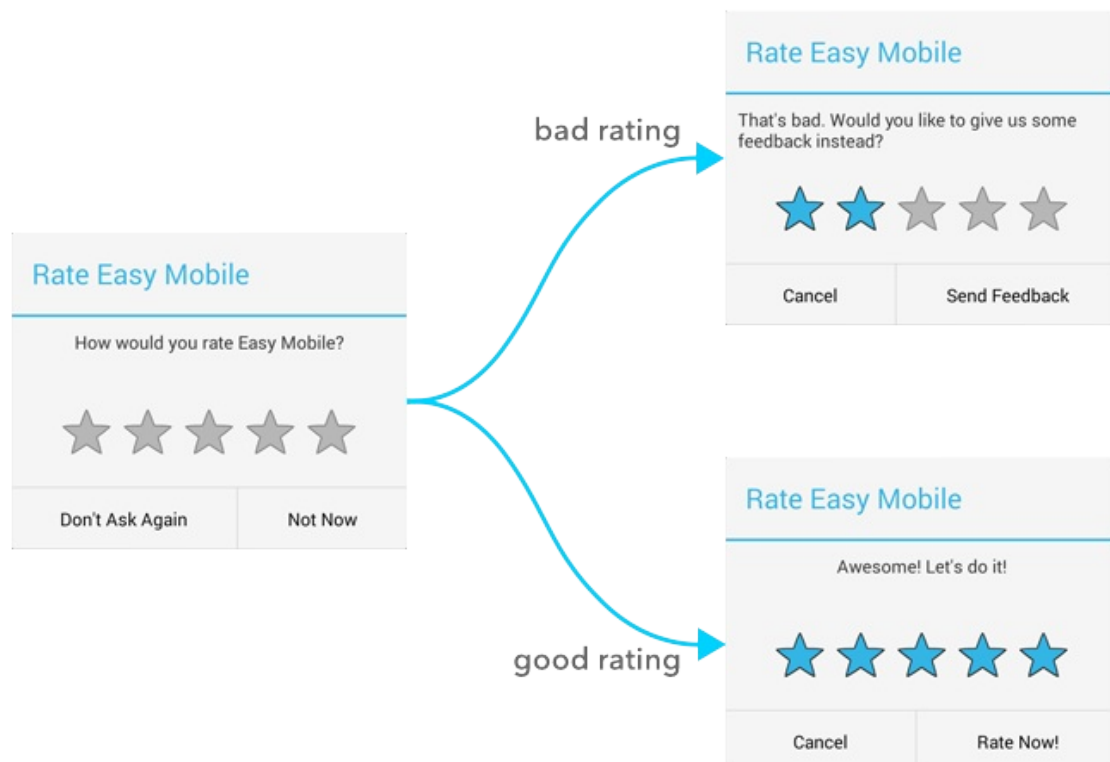 Rate Easy Mobile
How would you rate Easy Mobile?
Don't Ask Again
Not Now
bad rating
Rate Easy Mobile
That's bad. Would you like to give us some
feedback instead?
Cancel
Send Feedback
good rating
Rate Easy Mobile
Awesome! Let's do it!
Cancel
Rate Now!